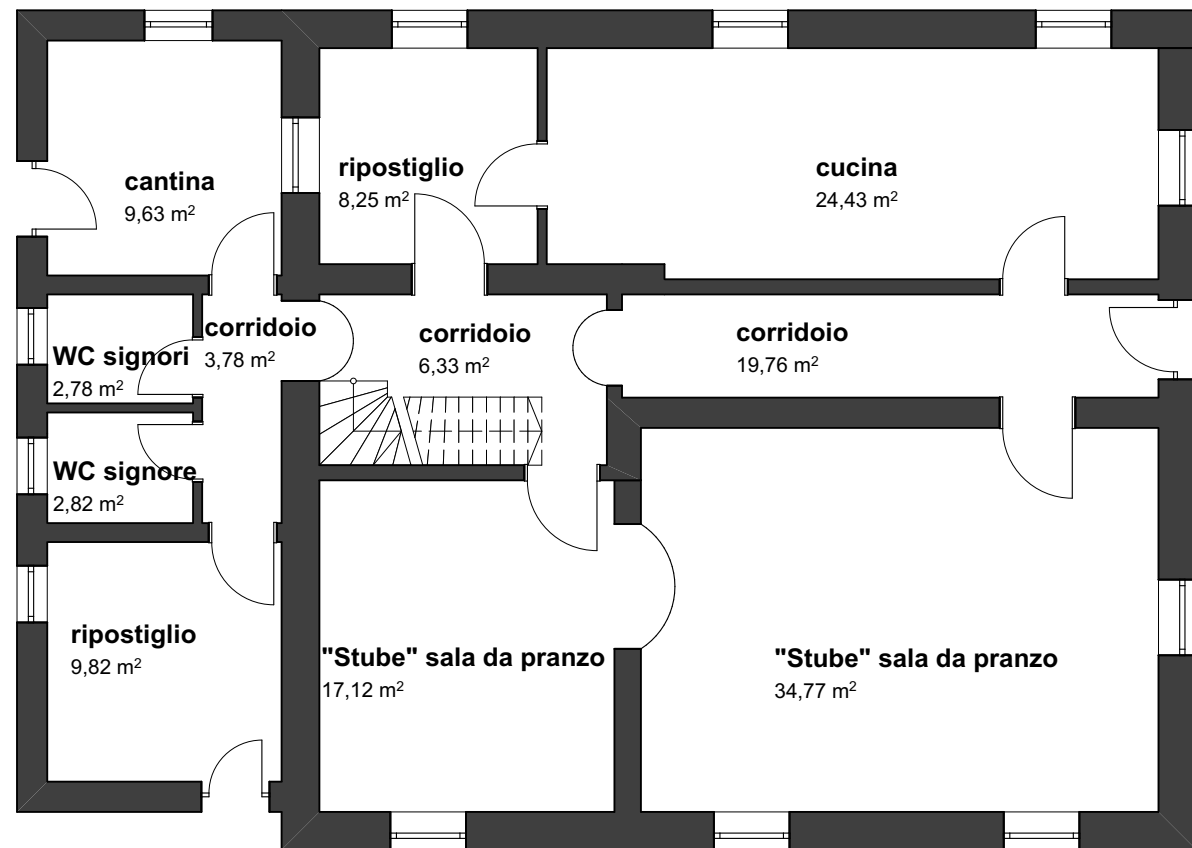 cantina
9,63 m²
ripostiglio
8,25 m²
cucina
24,43 m²
WC signori
2,78 m²
corridoio
3,78 m²
corridoio
6,33 m²
corridoio
19,76 m²
WC signore
2,82 m²
ripostiglio
9,82 m²
"Stube" sala da pranzo
17,12 m²
"Stube" sala da pranzo
34,77 m²